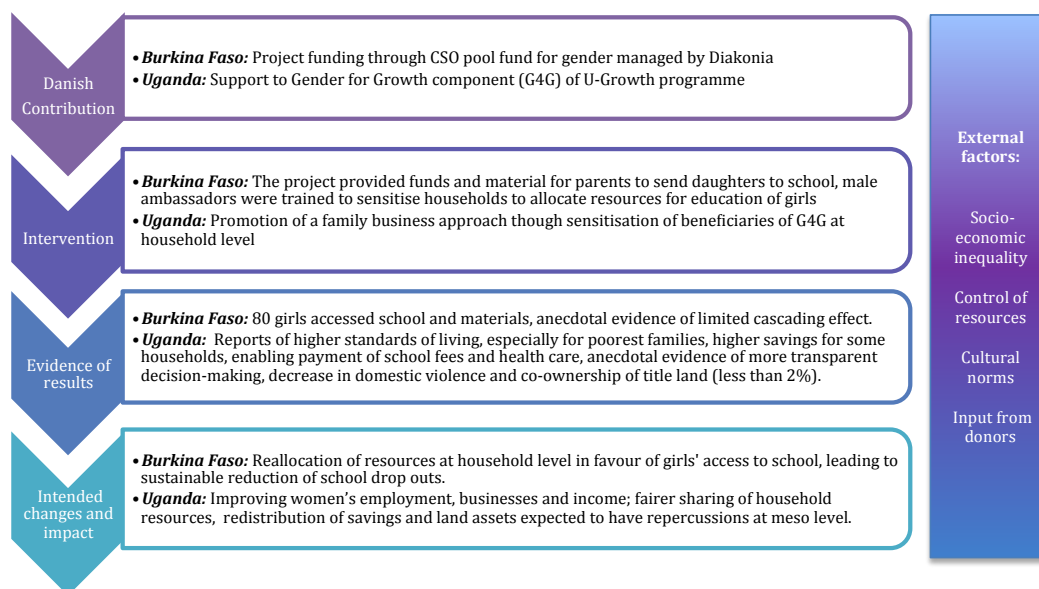 Danish
Contribution
• Burkina Faso: Project funding through CSO pool fund for gender managed by Diakonia
• Uganda: Support to Gender for Growth component (G4G) of U-Growth programme
Intervention
• Burkina Faso: The project provided funds and material for parents to send daughters to school, male
ambassadors were trained to sensitise households to allocate resources for education of girls
• Uganda: Promotion of a family business approach though sensitisation of beneficiaries of G4G at
household level
Evidence of
results
• Burkina Faso: 80 girls accessed school and materials, anecdotal evidence of limited cascading effect.
• Uganda: Reports of higher standards of living, especially for poorest families, higher savings for some
households, enabling payment of school fees and health care, anecdotal evidence of more transparent
decision-making, decrease in domestic violence and co-ownership of title land (less than 2%).
Intended
changes and
impact
• Burkina Faso: Reallocation of resources at household level in favour of girls' access to school, leading to
sustainable reduction of school drop outs.
• Uganda: Improving women’s employment, businesses and income; fairer sharing of household
resources, redistribution of savings and land assets expected to have repercussions at meso level.
External
factors:
Socio-
economic
inequality
Control of
resources
Cultural
norms
Input from
donors